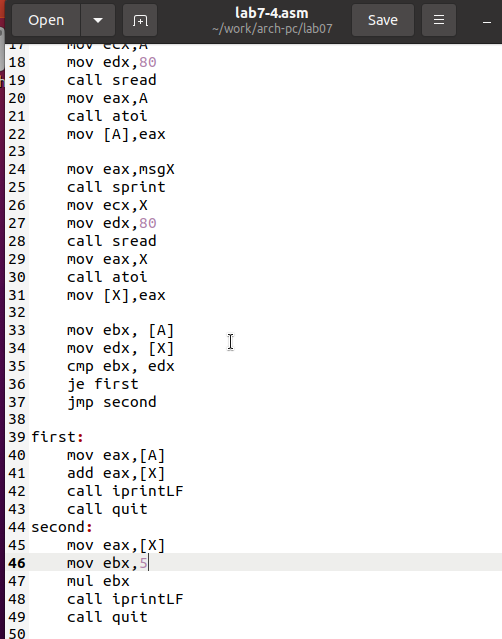 Open
lab7-4.asm
~/work/arch-pc/lab07
Save
17 mov ecx,A
18 mov edx,80
19 call sread
20 mov eax,A
21 call atoi
22 mov [A],eax
23
24 mov eax,msgX
25 call sprint
26 mov ecx,X
27 mov edx,80
28 call sread
29 mov eax,X
30 call atoi
31 mov [X],eax
32
33 mov ebx, [A]
34 mov edx, [X]
35 cmp ebx, edx
36 je first
37 jmp second
38
39 first:
40 mov eax,[A]
41 add eax,[X]
42 call iprintLF
43 call quit
44 second:
45 mov eax,[X]
46 mov ebx,5
47 mul ebx
48 call iprintLF
49 call quit
50